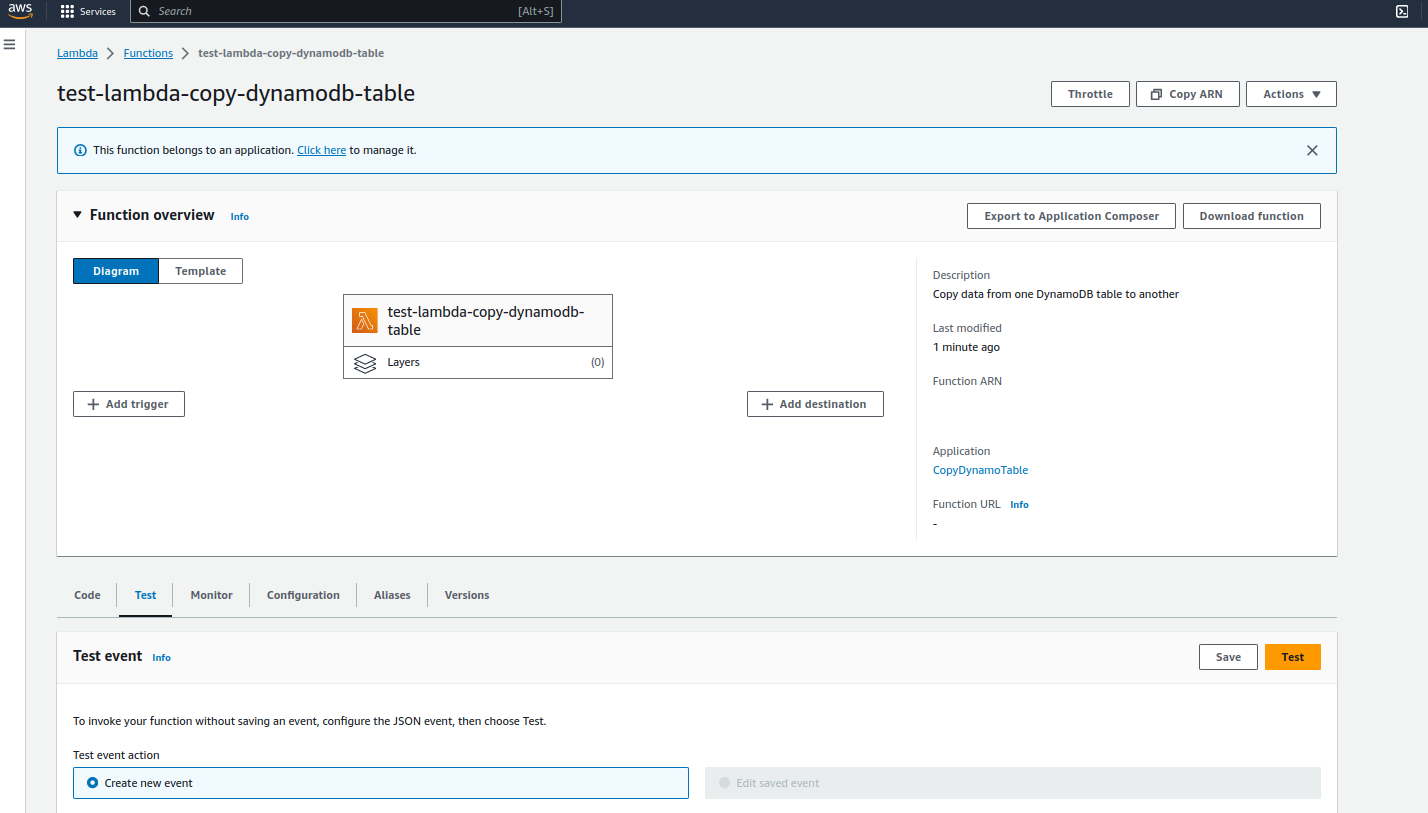 aws Services Search [Alt+S]
Lambda Functions test-lambda-copy-dynamodb-table
test-lambda-copy-dynamodb-table
Throttle Copy ARN Actions
This function belongs to an application. Click here to manage it.
Function overview Info
Export to Application Composer Download function
Diagram Template
test-lambda-copy-dynamodb-
table
Layers (0)
Add trigger
Add destination
Description
Copy data from one DynamoDB table to another
Last modified
1 minute ago
Function ARN
Application
CopyDynamoTable
Function URL Info
-
Code Test Monitor Configuration Aliases Versions
Test event Info
Save Test
To invoke your function without saving an event, configure the JSON event, then choose Test.
Test event action
Create new event
Edit saved event